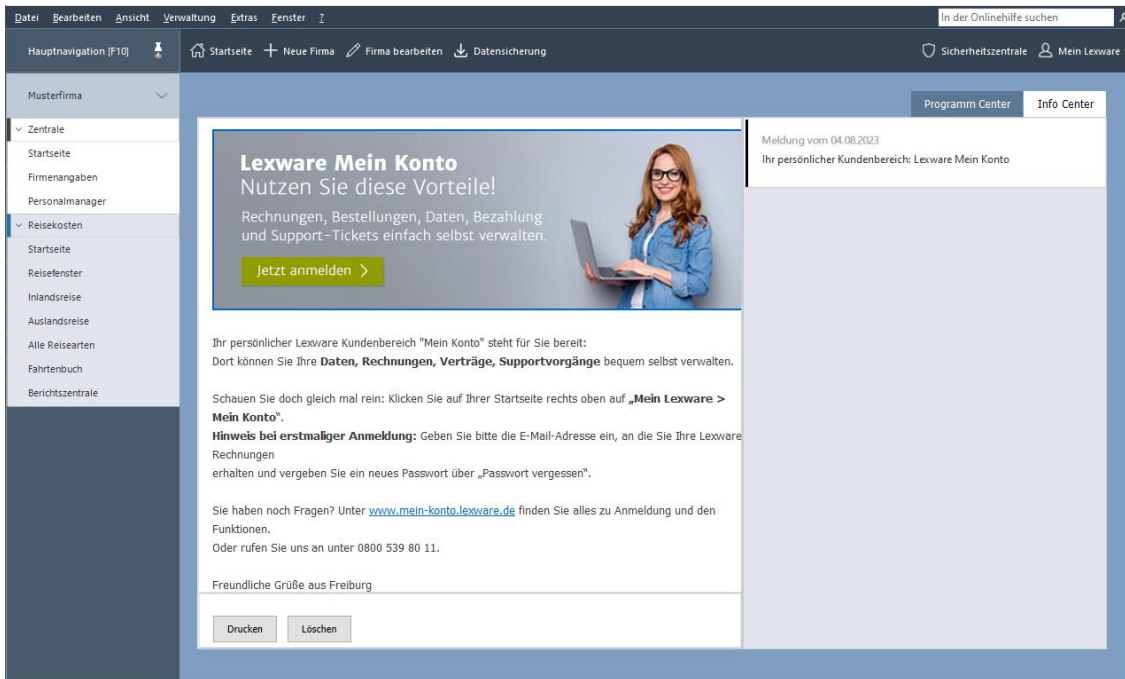 Datei Bearbeiten Ansicht Verwaltung Extras Fenster ?
In der Onlinehilfe suchen
Hauptnavigation [F10]
Startseite Neue Firma Firma bearbeiten Datensicherung
Sicherheitszentrale Mein Lexware
Musterfirma
Zentrale
Startseite
Firmenangaben
Personalmanager
Reisekosten
Startseite
Reisefenster
Inlandsreise
Auslandsreise
Alle Reisearten
Fahrtenbuch
Berichtszentrale
Programm Center Info Center
Lexware Mein Konto
Nutzen Sie diese Vorteile!
Rechnungen, Bestellungen, Daten, Bezahlung
und Support-Tickets einfach selbst verwalten.
Jetzt anmelden
Ihr persönlicher Lexware Kundenbereich "Mein Konto" steht für Sie bereit:
Dort können Sie Ihre Daten, Rechnungen, Verträge, Supportvorgänge bequem selbst verwalten.
Schauen Sie doch gleich mal rein: Klicken Sie auf Ihrer Startseite rechts oben auf „Mein Lexware >
Mein Konto“.
Hinweis bei erstmaliger Anmeldung: Geben Sie bitte die E-Mail-Adresse ein, an die Sie Ihre Lexware
Rechnungen
erhalten und vergeben Sie ein neues Passwort über „Passwort vergessen“.
Sie haben noch Fragen? Unter www.mein-konto.lexware.de finden Sie alles zu Anmeldung und den
Funktionen.
Oder rufen Sie uns an unter 0800 539 80 11.
Freundliche Grüße aus Freiburg
Drucken Löschen
Meldung vom 04.08.2023
Ihr persönlicher Kundenbereich: Lexware Mein Konto